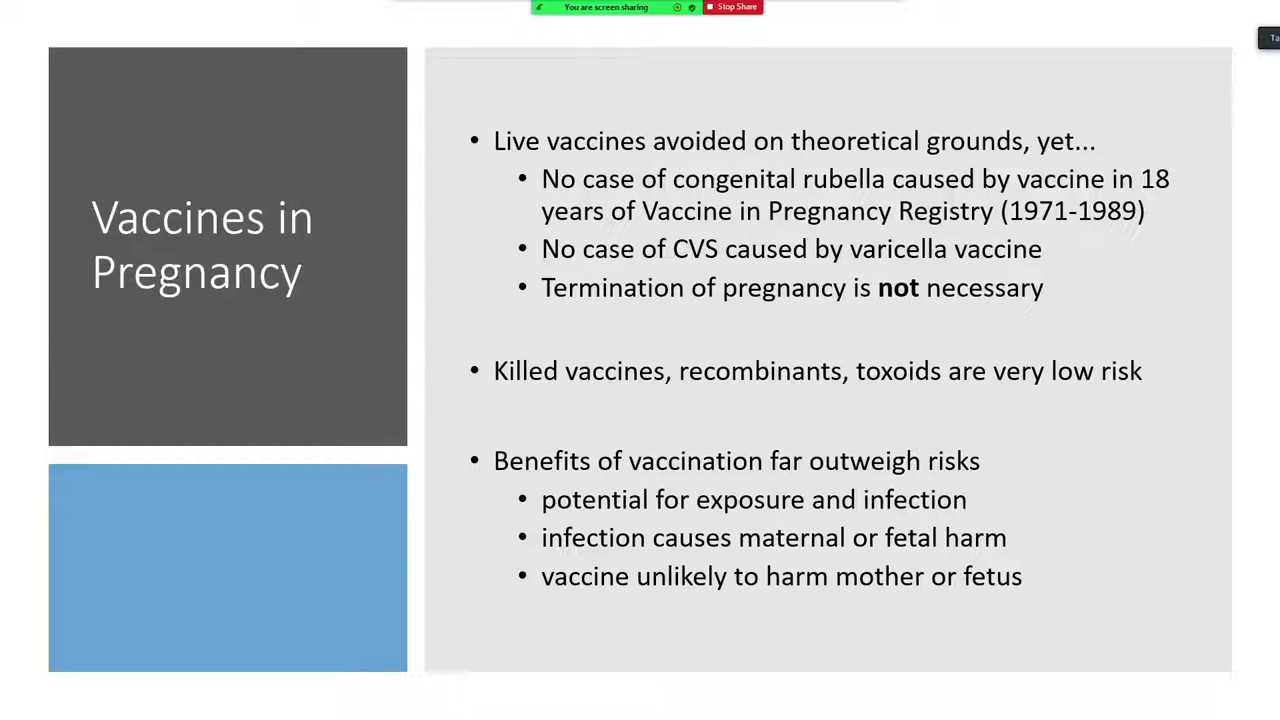 You are screen sharing
Stop Share
Ta
Vaccines in
Pregnancy
• Live vaccines avoided on theoretical grounds, yet...
• No case of congenital rubella caused by vaccine in 18
years of Vaccine in Pregnancy Registry (1971-1989)
• No case of CVS caused by varicella vaccine
• Termination of pregnancy is not necessary
• Killed vaccines, recombinants, toxoids are very low risk
• Benefits of vaccination far outweigh risks
• potential for exposure and infection
• infection causes maternal or fetal harm
• vaccine unlikely to harm mother or fetus